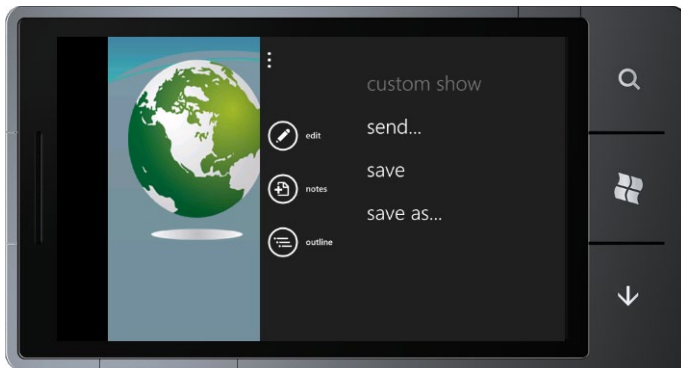 custom show
edit
send...
notes
save
save as...
outline